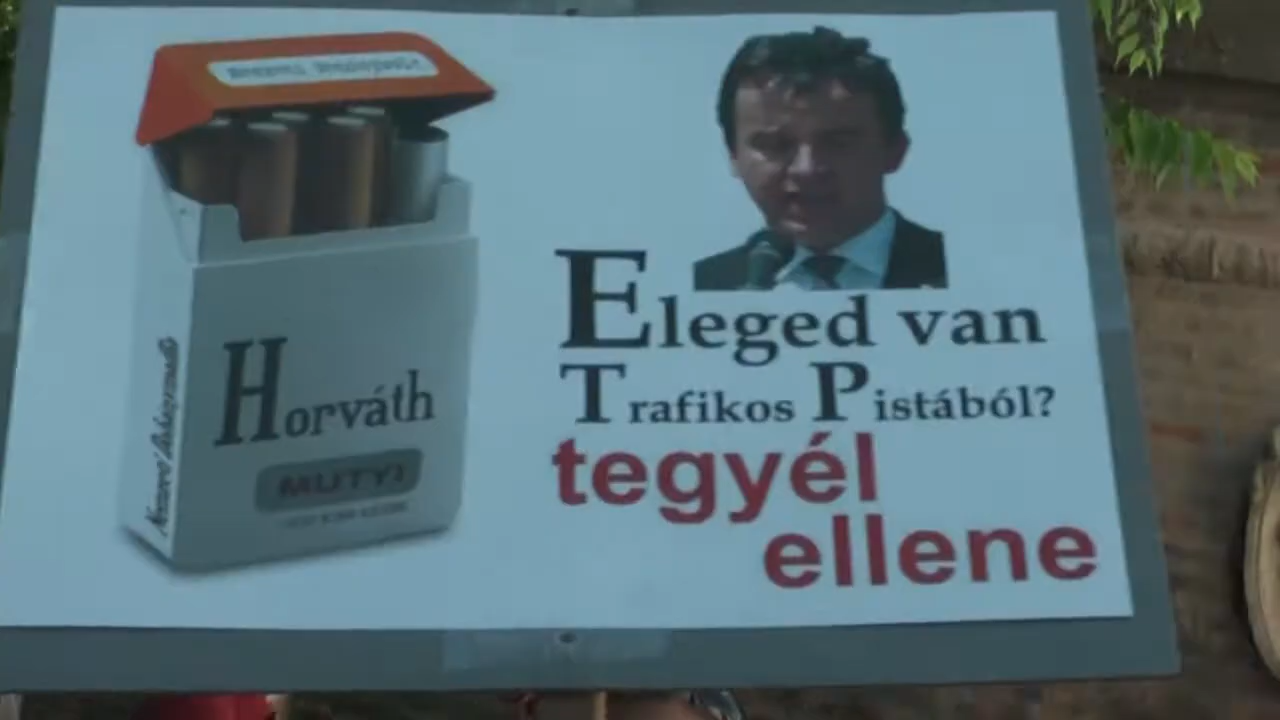 Horváth
MUTYI
Eleged van
Trafikos Pistából?
tegyél
ellene